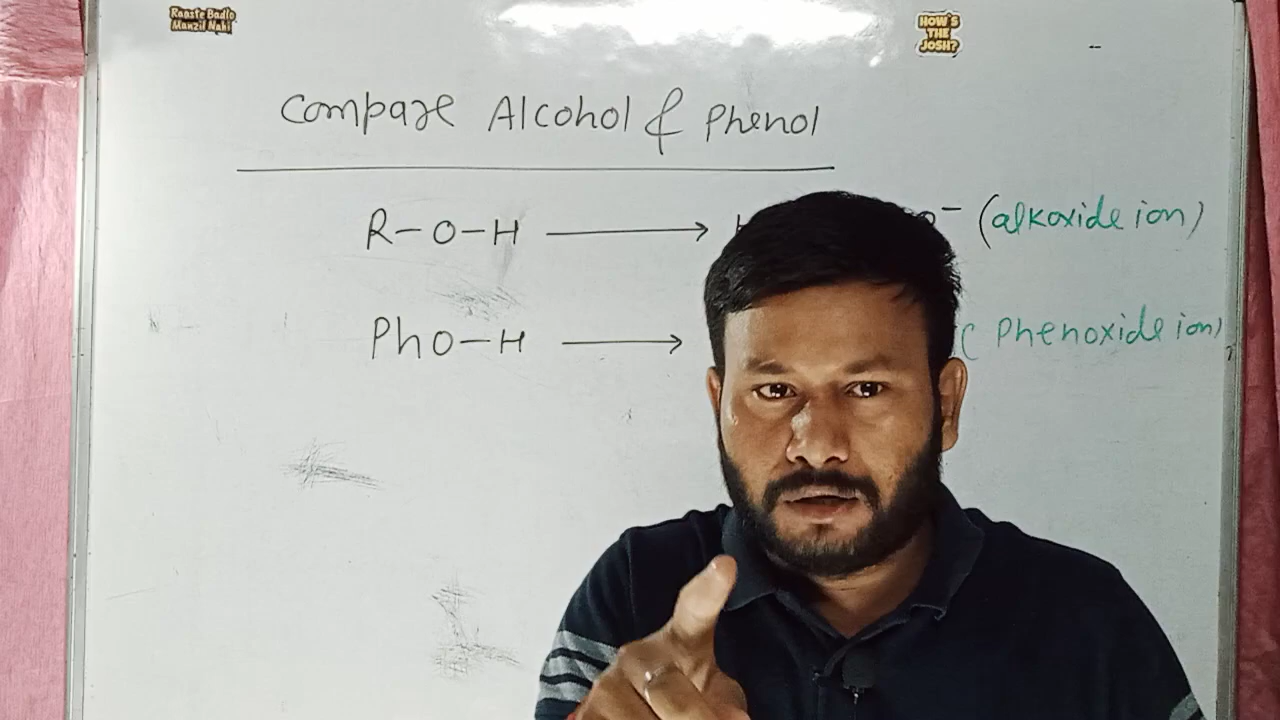 Raaste Badlo
Manzil Nahi
HOW'S
THE
JOSH?
Compare Alcohol & Phenol
R-O-H ⟶ O⁻ (alkoxide ion)
PhO-H ⟶ (Phenoxide ion)